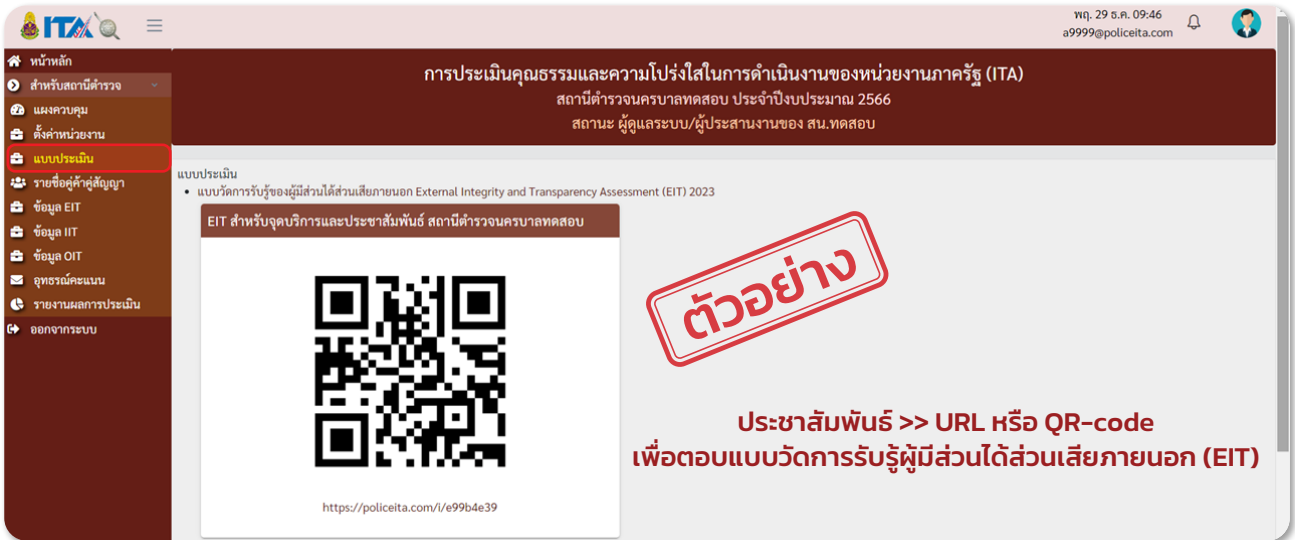 ITA
พฤ. 29 ธ.ค. 09:46
a9999@policeita.com
หน้าหลัก
สำหรับสถานีตำรวจ
แผงควบคุม
ตั้งค่าหน่วยงาน
แบบประเมิน
รายชื่อคู่ค้าคู่สัญญา
ข้อมูล EIT
ข้อมูล IIT
ข้อมูล OIT
อุทธรณ์คะแนน
รายงานผลการประเมิน
ออกจากระบบ
การประเมินคุณธรรมและความโปร่งใสในการดำเนินงานของหน่วยงานภาครัฐ (ITA)
สถานีตำรวจนครบาลทดสอบ ประจำปีงบประมาณ 2566
สถานะ ผู้ดูแลระบบ/ผู้ประสานงานของ สน.ทดสอบ
แบบประเมิน
• แบบวัดการรับรู้ของผู้มีส่วนได้ส่วนเสียภายนอก External Integrity and Transparency Assessment (EIT) 2023
EIT สำหรับจุดบริการและประชาสัมพันธ์ สถานีตำรวจนครบาลทดสอบ
https://policeita.com/i/e99b4e39
ตัวอย่าง
ประชาสัมพันธ์ >> URL หรือ QR-code
เพื่อตอบแบบวัดการรับรู้ผู้มีส่วนได้ส่วนเสียภายนอก (EIT)